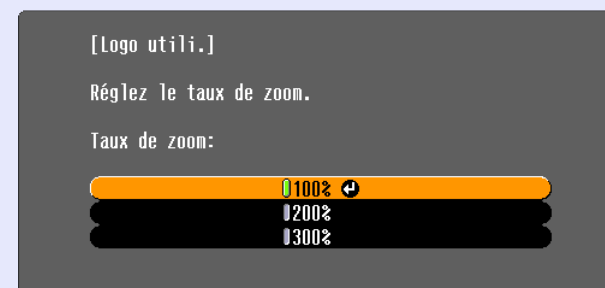 [Logo utili.]
Réglez le taux de zoom.
Taux de zoom:
100%
200%
300%